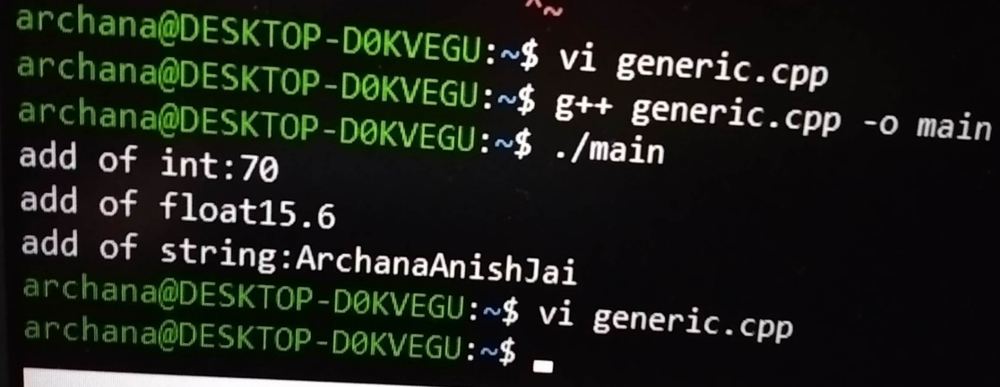 ^~
archana@DESKTOP-D0KVEGU:~$ vi generic.cpp
archana@DESKTOP-D0KVEGU:~$ g++ generic.cpp -o main
archana@DESKTOP-D0KVEGU:~$ ./main
add of int:70
add of float15.6
add of string:ArchanaAnishJai
archana@DESKTOP-D0KVEGU:~$ vi generic.cpp
archana@DESKTOP-D0KVEGU:~$